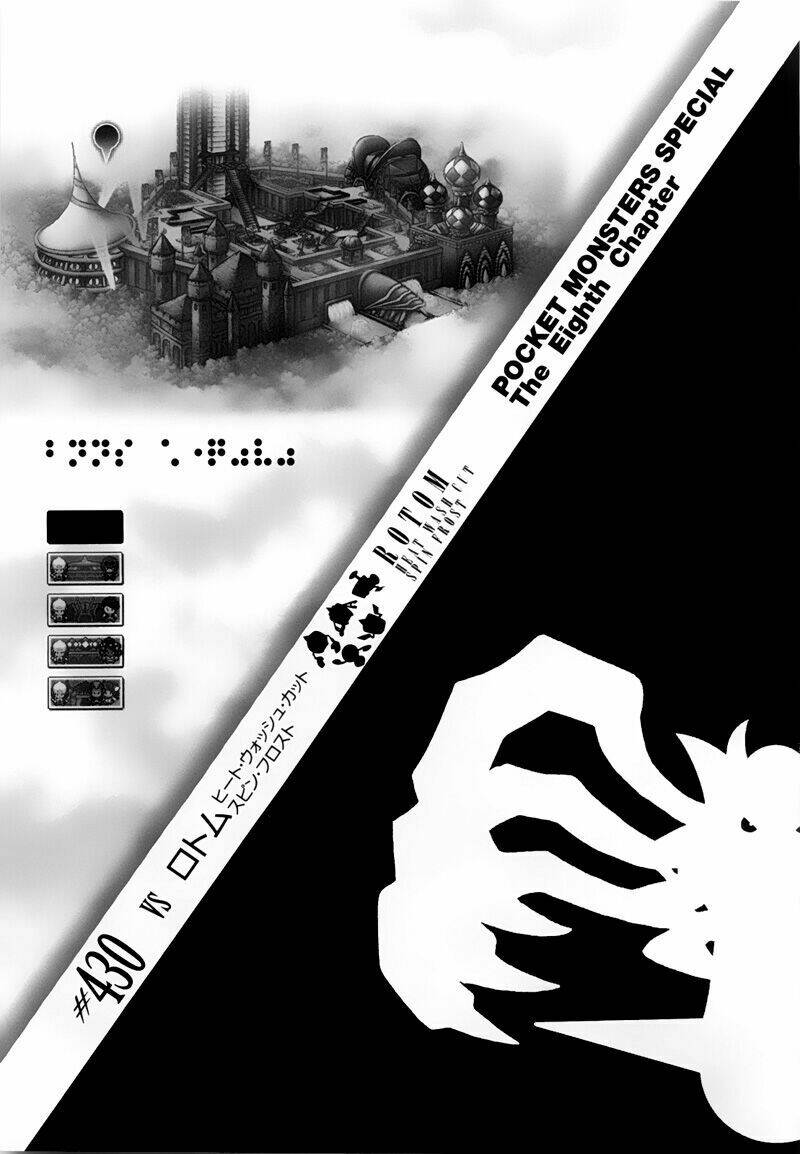 POCKET MONSTERS SPECIAL
The Eighth Chapter
#430 VS ロトム
ヒート・ウォッシュ・カット
スピン・フロスト
ROTOM
HEAT WASH CUT
SPIN FROST